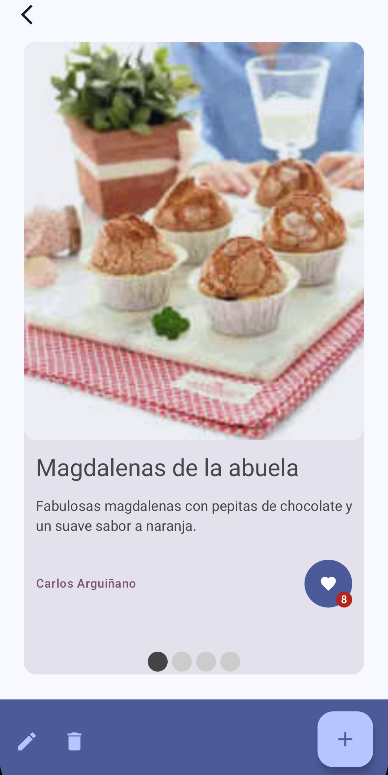 Magdalenas de la abuela
Fabulosas magdalenas con pepitas de chocolate y
un suave sabor a naranja.
Carlos Arguiñano
8